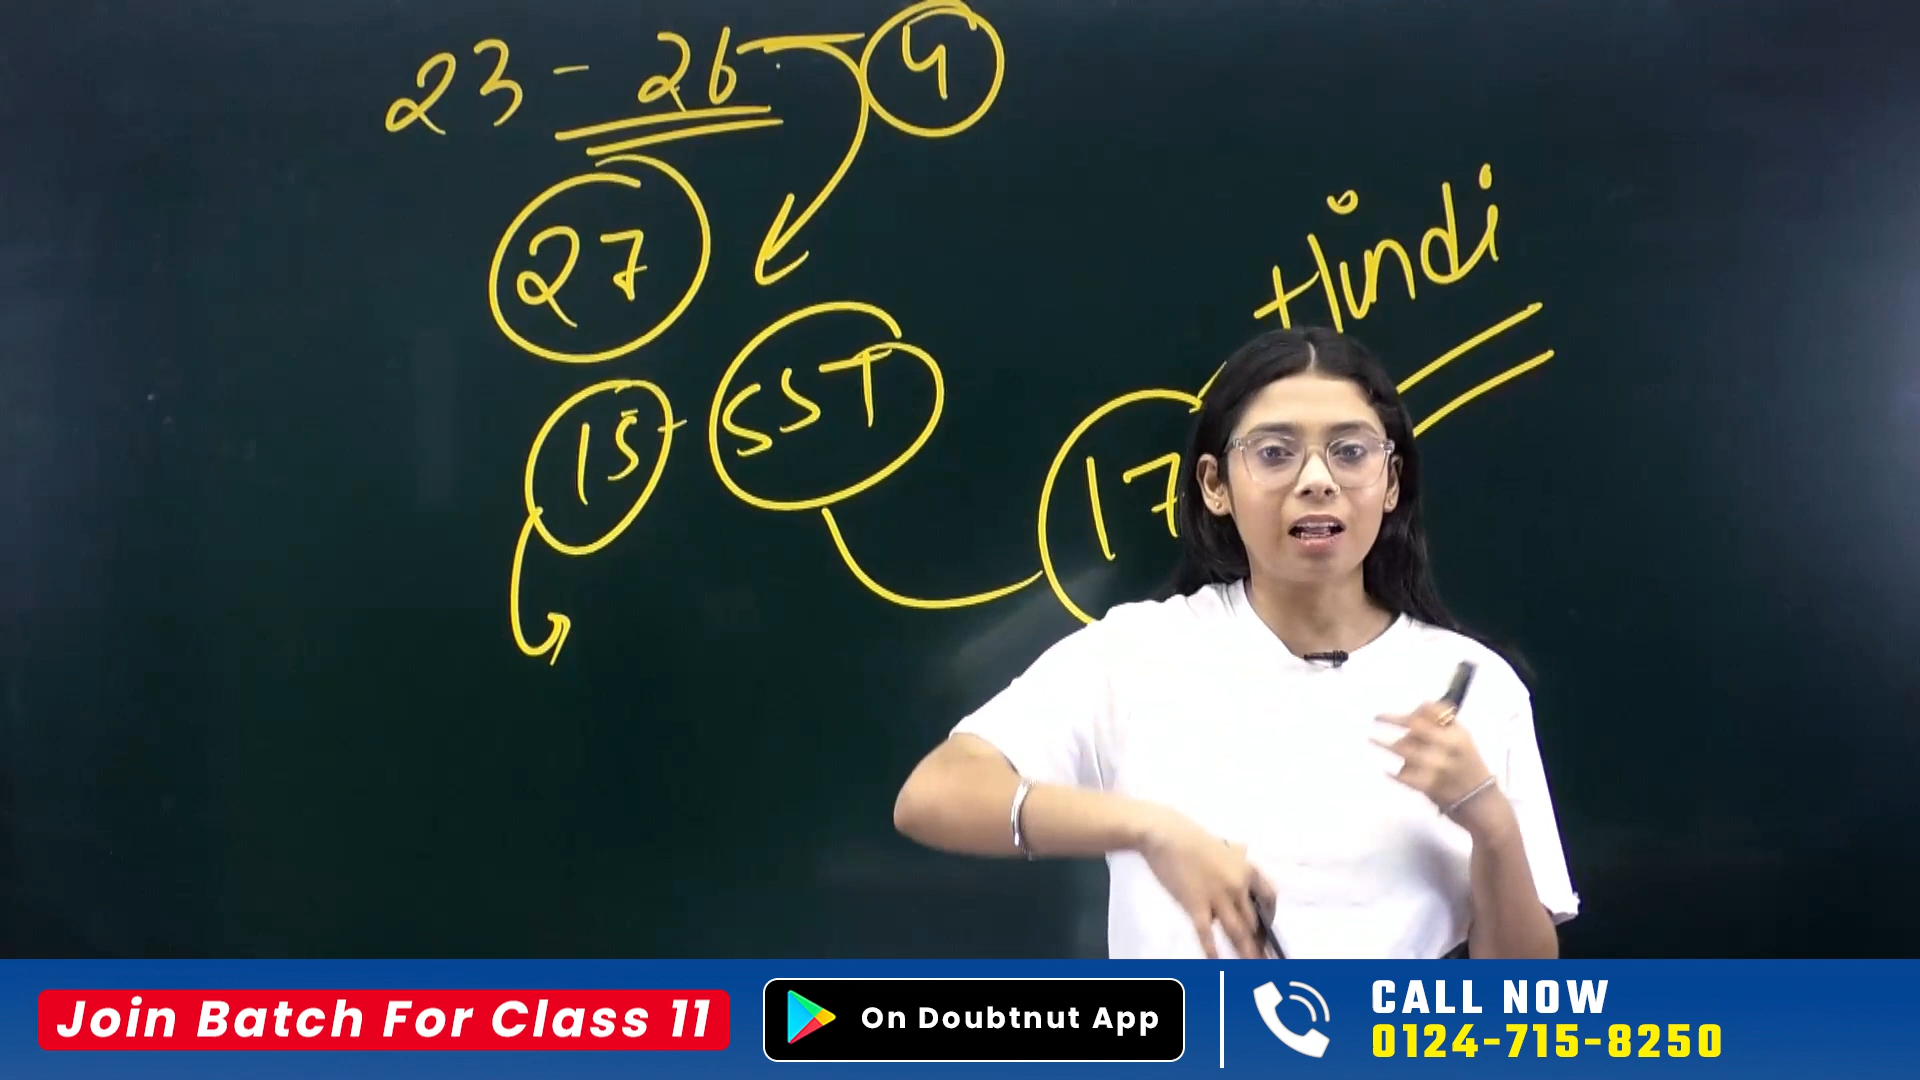 23 - 26 4
27
Hindi
15 - SST
17
Join Batch For Class 11
On Doubtnut App
CALL NOW
0124-715-8250